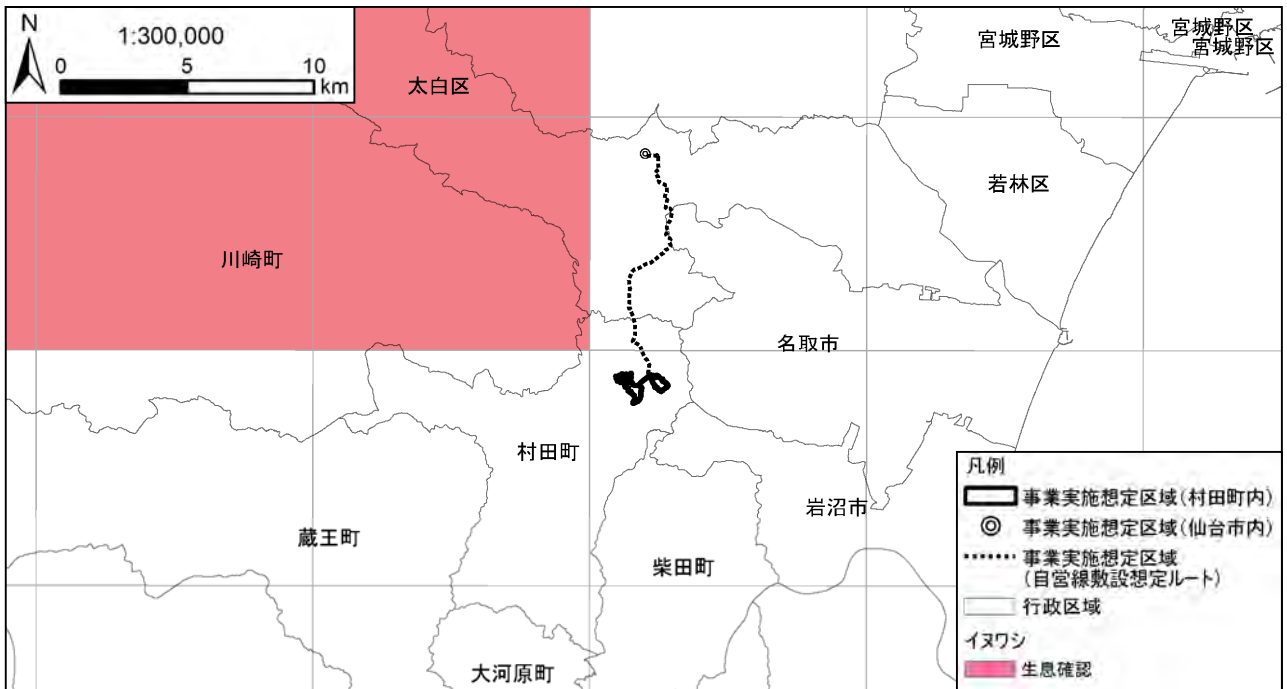 N
1:300,000
0 5 10
km
宮城野区
宮城野区
宮城野区
太白区
若林区
川崎町
名取市
村田町
岩沼市
蔵王町
柴田町
大河原町
凡例
事業実施想定区域(村田町内)
事業実施想定区域(仙台市内)
事業実施想定区域
(自営線敷設想定ルート)
行政区域
イヌワシ
生息確認